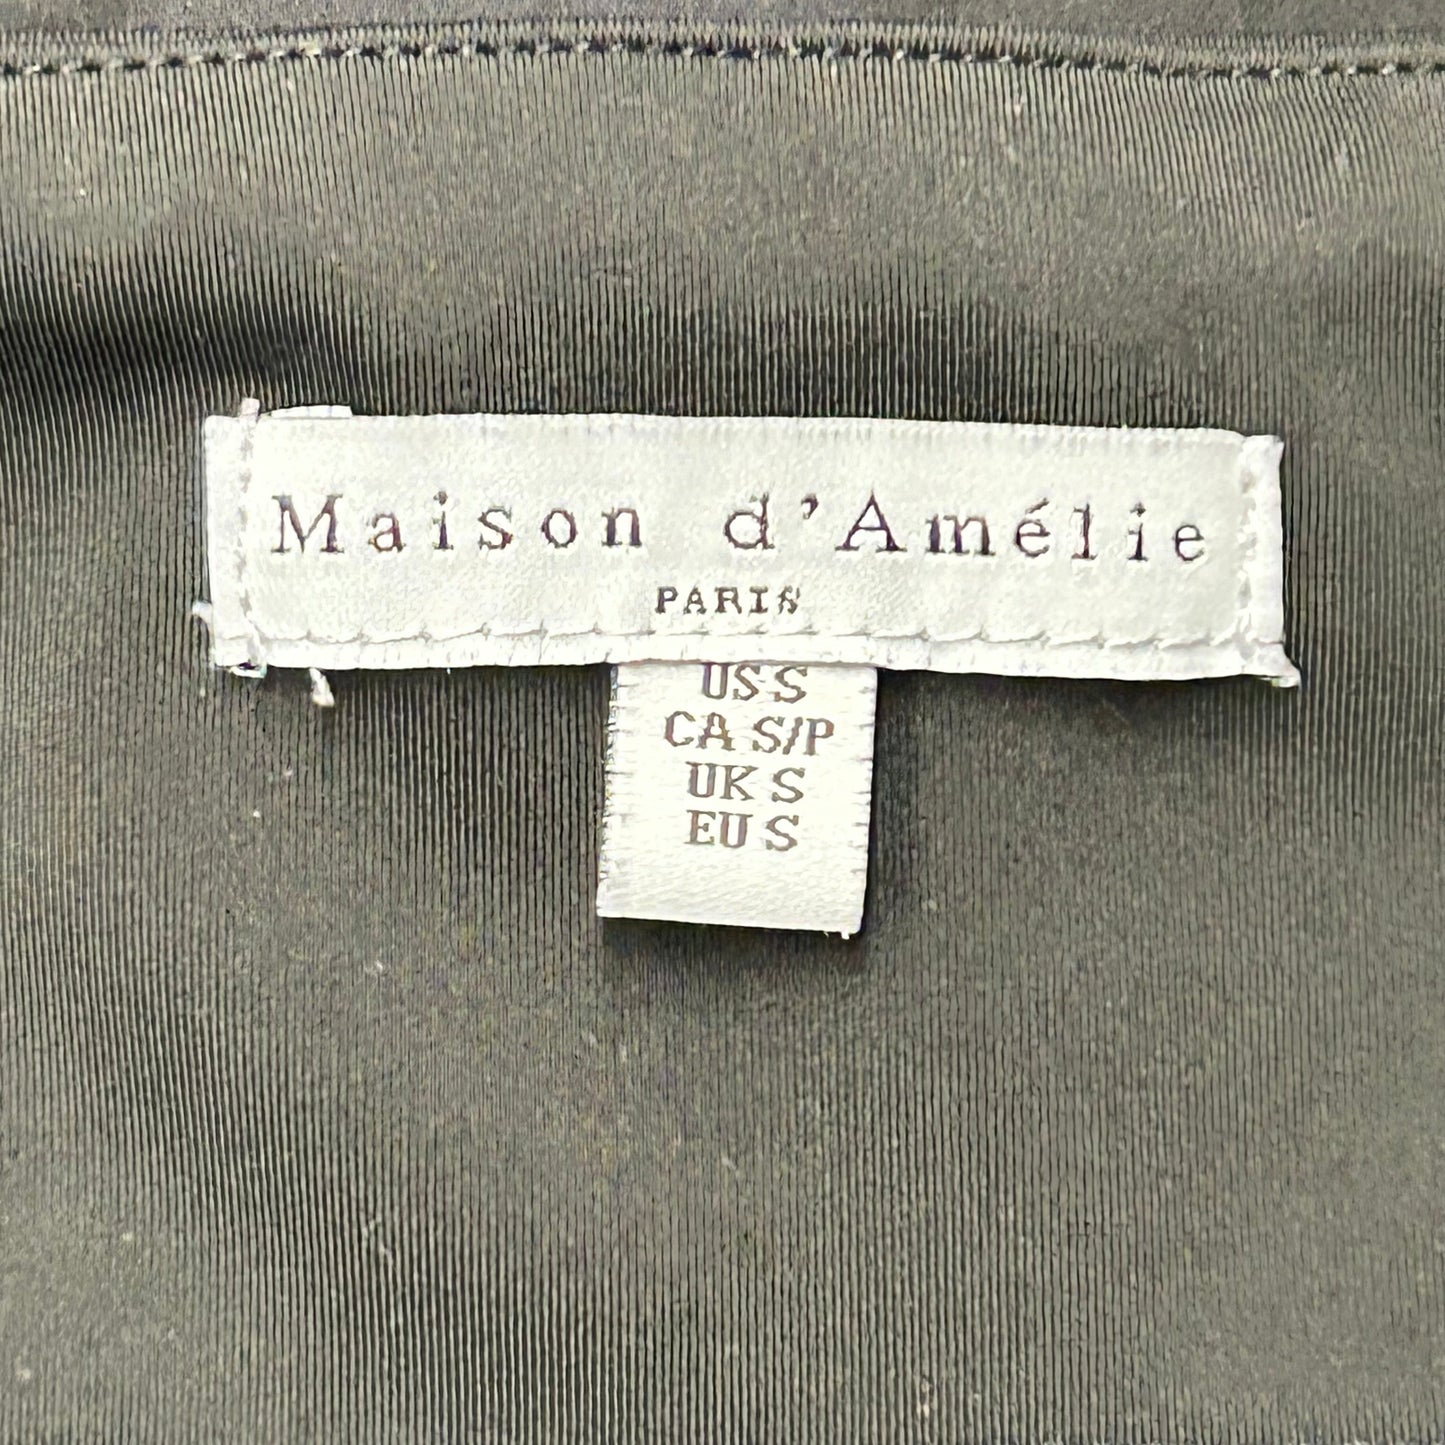 Maison d'Amélie
PARIS
US S
CA S/P
UK S
EU S